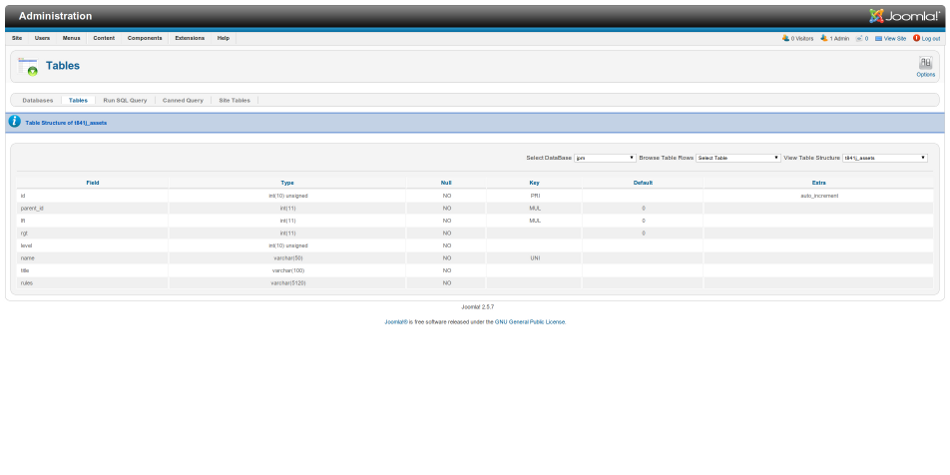 Administration
Joomla!
Site Users Menus Content Components Extensions Help
0 Visitors 1 Admin 0 View Site Log out
Tables
Options
Databases Tables Run SQL Query Canned Query Site Tables
Table Structure of t841j_assets
Select DataBase jpm Browse Table Rows Select Table View Table Structure t841j_assets
Field Type Null Key Default Extra
id int(10) unsigned NO PRI auto_increment
parent_id int(11) NO MUL 0
lft int(11) NO MUL 0
rgt int(11) NO 0
level int(10) unsigned NO
name varchar(50) NO UNI
title varchar(100) NO
rules varchar(5120) NO
Joomla! 2.5.7
Joomla!® is free software released under the GNU General Public License.